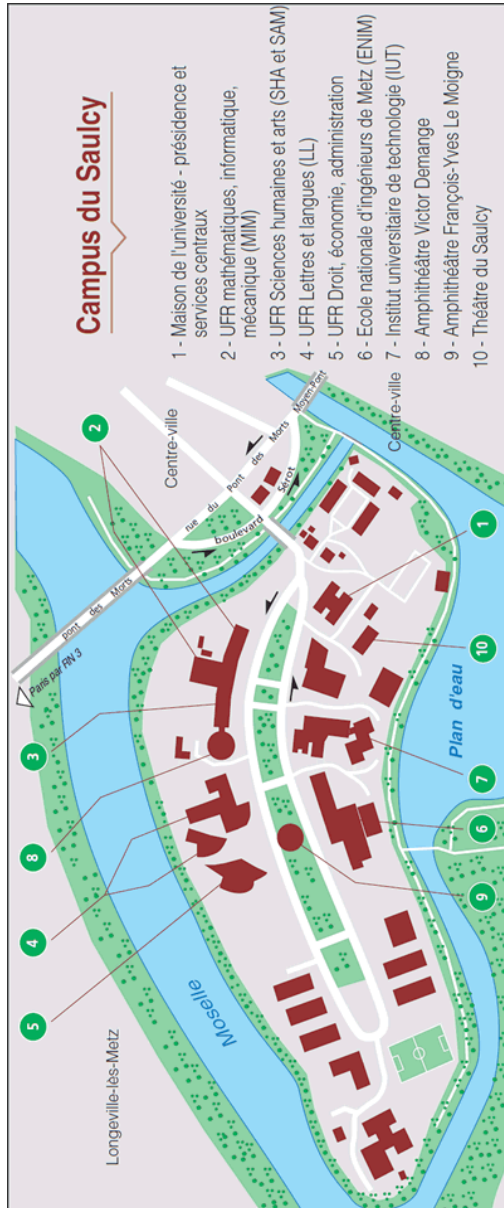 Campus du Saulcy
1 - Maison de l'université - présidence et
services centraux
2 - UFR mathématiques, informatique,
mécanique (MIM)
3 - UFR Sciences humaines et arts (SHA et SAM)
4 - UFR Lettres et langues (LL)
5 - UFR Droit, économie, administration
6 - Ecole nationale d'ingénieurs de Metz (ENIM)
7 - Institut universitaire de technologie (IUT)
8 - Amphithéâtre Victor Demange
9 - Amphithéâtre François-Yves Le Moigne
10 - Théâtre du Saulcy
Longeville-lès-Metz
Moselle
Paris par RN 3
pont des Morts
rue du Pont des Morts
Moyen-Pont
boulevard Sérot
Centre-ville
Centre-ville
Plan d'eau
5
4
8
3
2
9
6
7
10
1